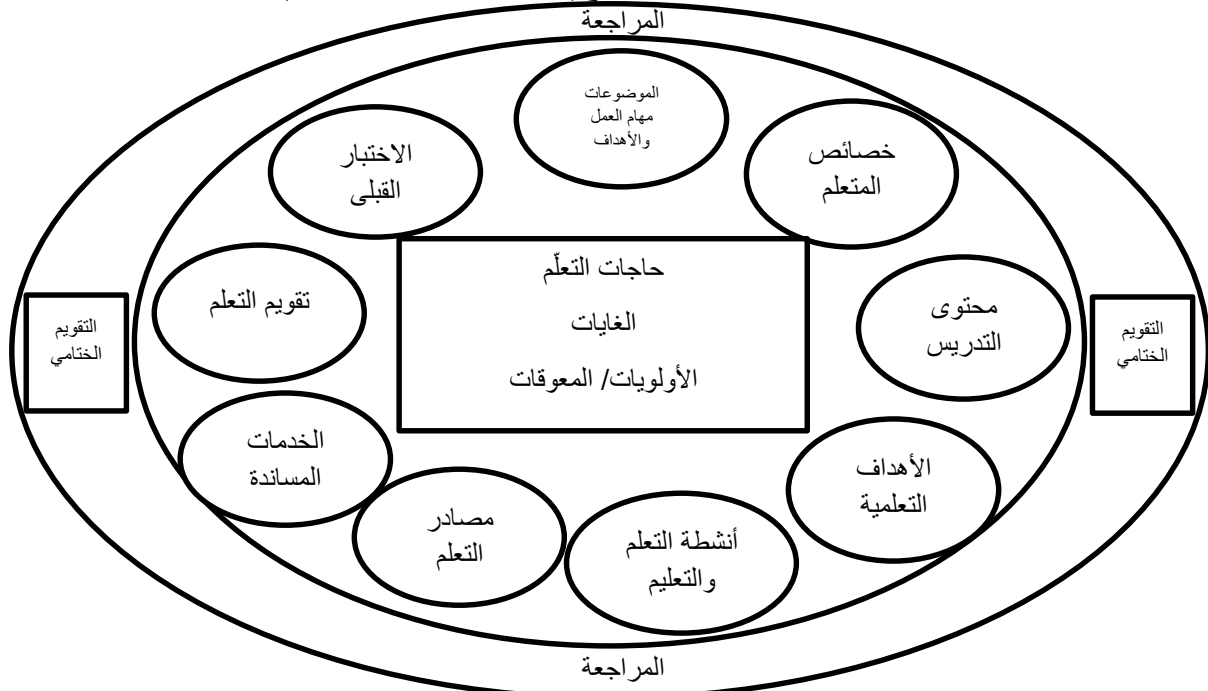 المراجعة
الموضوعات
مهام العمل
والأهداف
خصائص
المتعلم
الاختبار
القبلى
محتوى
التدريس
تقويم التعلم
حاجات التعلّم
الغايات
الأولويات/ المعوقات
التقويم
الختامي
التقويم
الختامي
الأهداف
التعلمية
أنشطة التعلم
والتعليم
مصادر
التعلم
الخدمات
المساندة
المراجعة